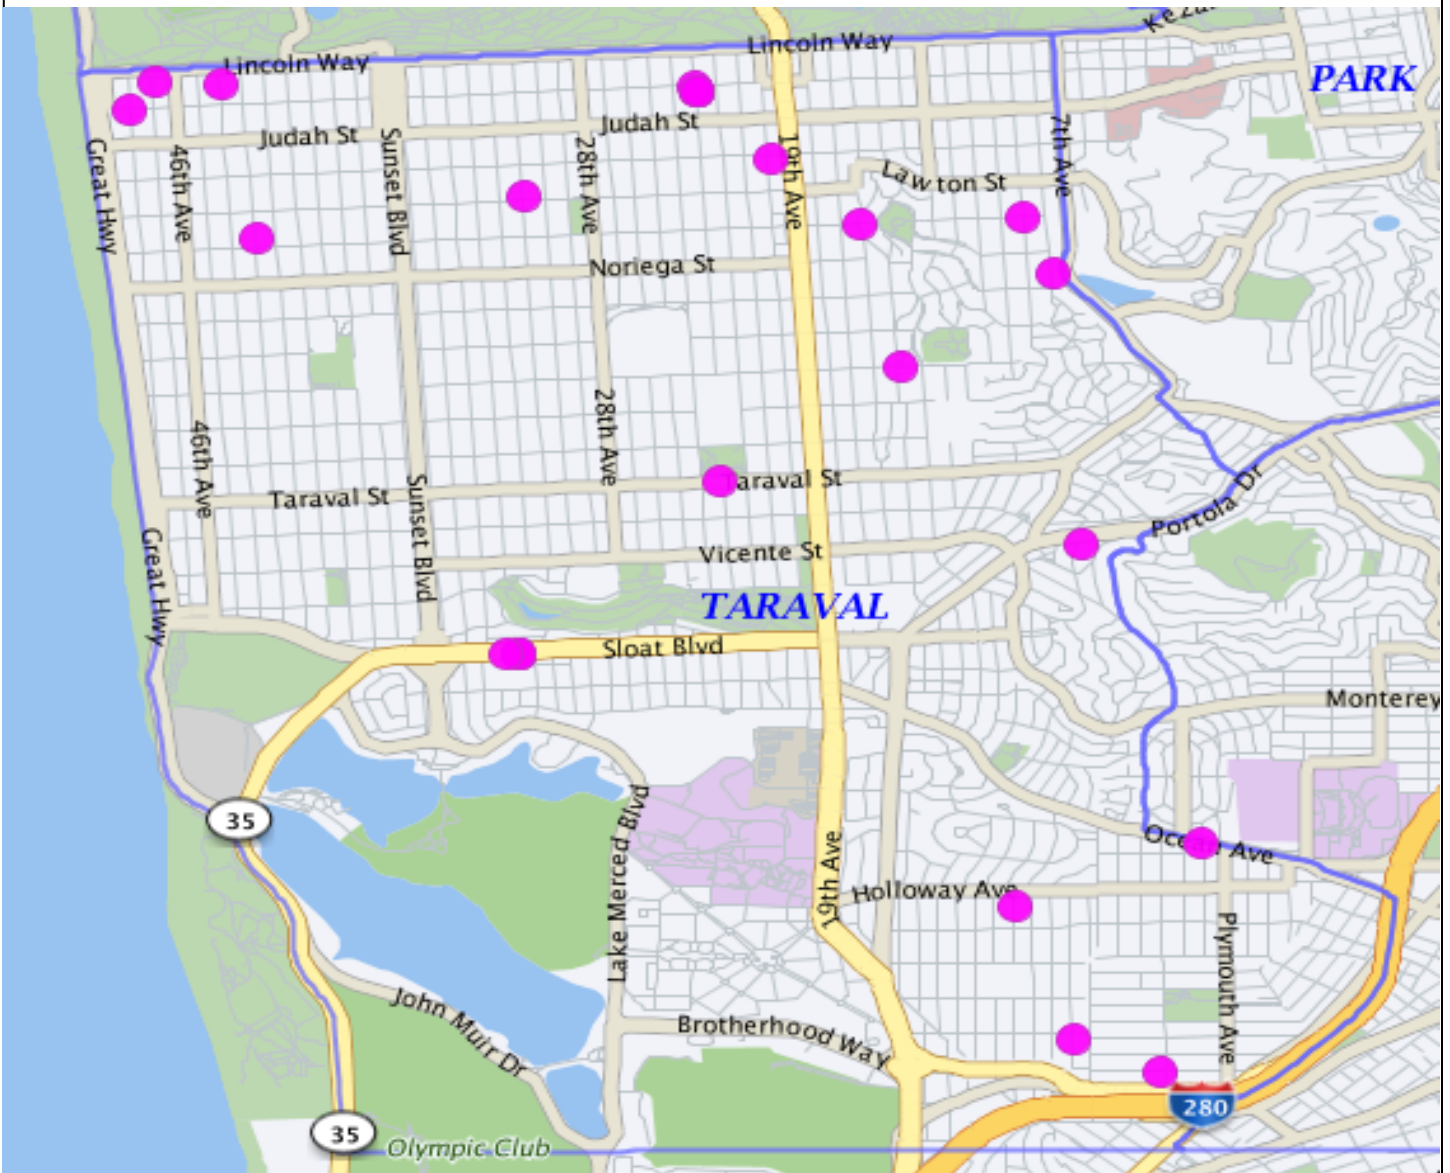 Kezar
Lincoln Way
Lincoln Way
PARK
Judah St
Judah St
Great Hwy
46th Ave
Sunset Blvd
28th Ave
19th Ave
7th Ave
Lawton St
Noriega St
28th Ave
46th Ave
Taraval St
Taraval St
Sunset Blvd
Great Hwy
Portola Dr
Vicente St
TARAVAL
Sloat Blvd
Monterey
35
Lake Merced Blvd
19th Ave
Ocean Ave
Holloway Ave
Plymouth Ave
John Muir Dr
Brotherhood Way
280
35
Olympic Club